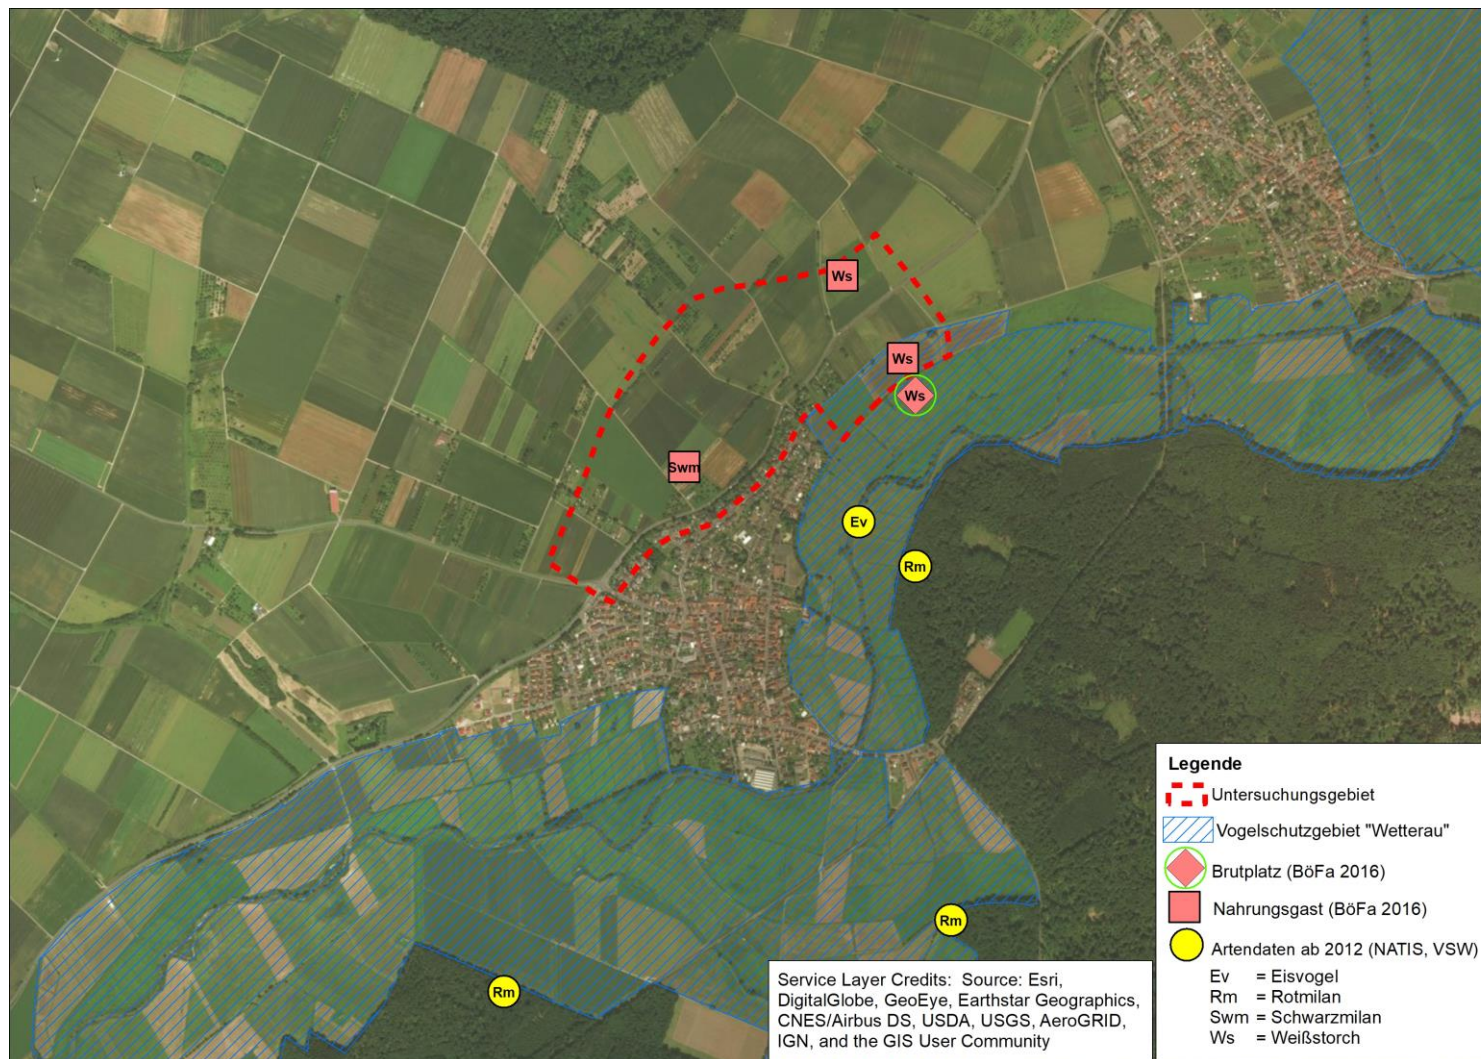 Ws
Ws
Ws
Swm
Ev
Rm
Rm
Rm
Legende
Untersuchungsgebiet
Vogelschutzgebiet "Wetterau"
Brutplatz (BöFa 2016)
Nahrungsgast (BöFa 2016)
Artendaten ab 2012 (NATIS, VSW)
Ev = Eisvogel
Rm = Rotmilan
Swm = Schwarzmilan
Ws = Weißstorch
Service Layer Credits: Source: Esri,
DigitalGlobe, GeoEye, Earthstar Geographics,
CNES/Airbus DS, USDA, USGS, AeroGRID,
IGN, and the GIS User Community